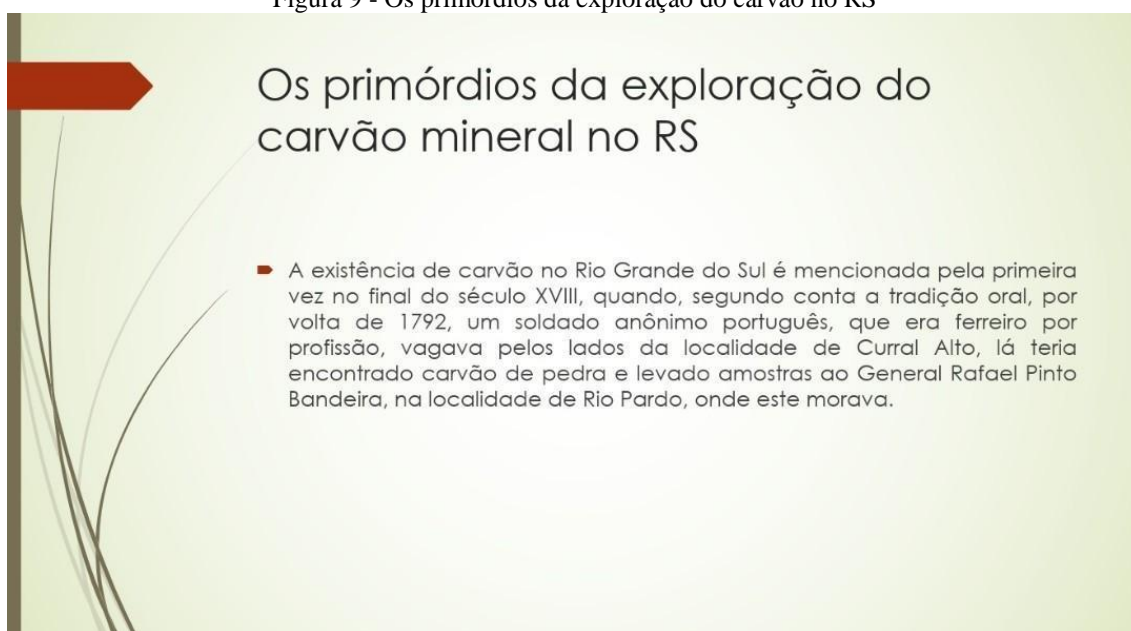 Figura 9 - Os primórdios da exploração do carvão no RS
Os primórdios da exploração do
carvão mineral no RS
A existência de carvão no Rio Grande do Sul é mencionada pela primeira
vez no final do século XVIII, quando, segundo conta a tradição oral, por
volta de 1792, um soldado anônimo português, que era ferreiro por
profissão, vagava pelos lados da localidade de Curral Alto, lá teria
encontrado carvão de pedra e levado amostras ao General Rafael Pinto
Bandeira, na localidade de Rio Pardo, onde este morava.